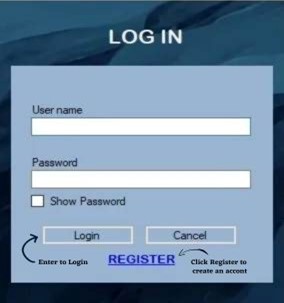 LOG IN
User name
Password
Show Password
Login Cancel
Enter to Login REGISTER Click Register to
create an accont